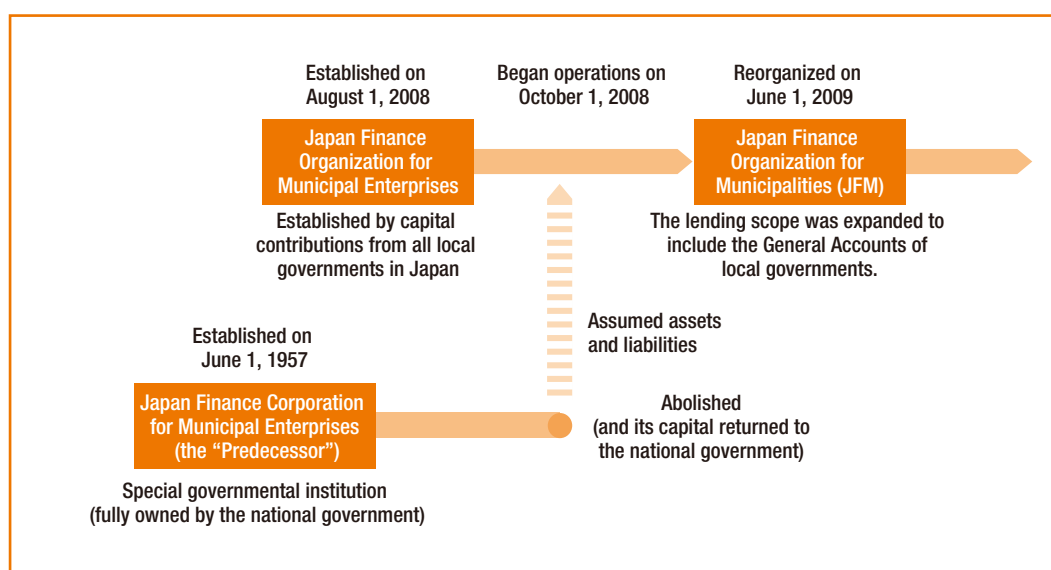 Established on
August 1, 2008
Began operations on
October 1, 2008
Reorganized on
June 1, 2009
Japan Finance
Organization for
Municipal Enterprises
Japan Finance
Organization for
Municipalities (JFM)
Established by capital
contributions from all local
governments in Japan
The lending scope was expanded to
include the General Accounts of
local governments.
Assumed assets
and liabilities
Established on
June 1, 1957
Japan Finance Corporation
for Municipal Enterprises
(the “Predecessor”)
Abolished
(and its capital returned to
the national government)
Special governmental institution
(fully owned by the national government)